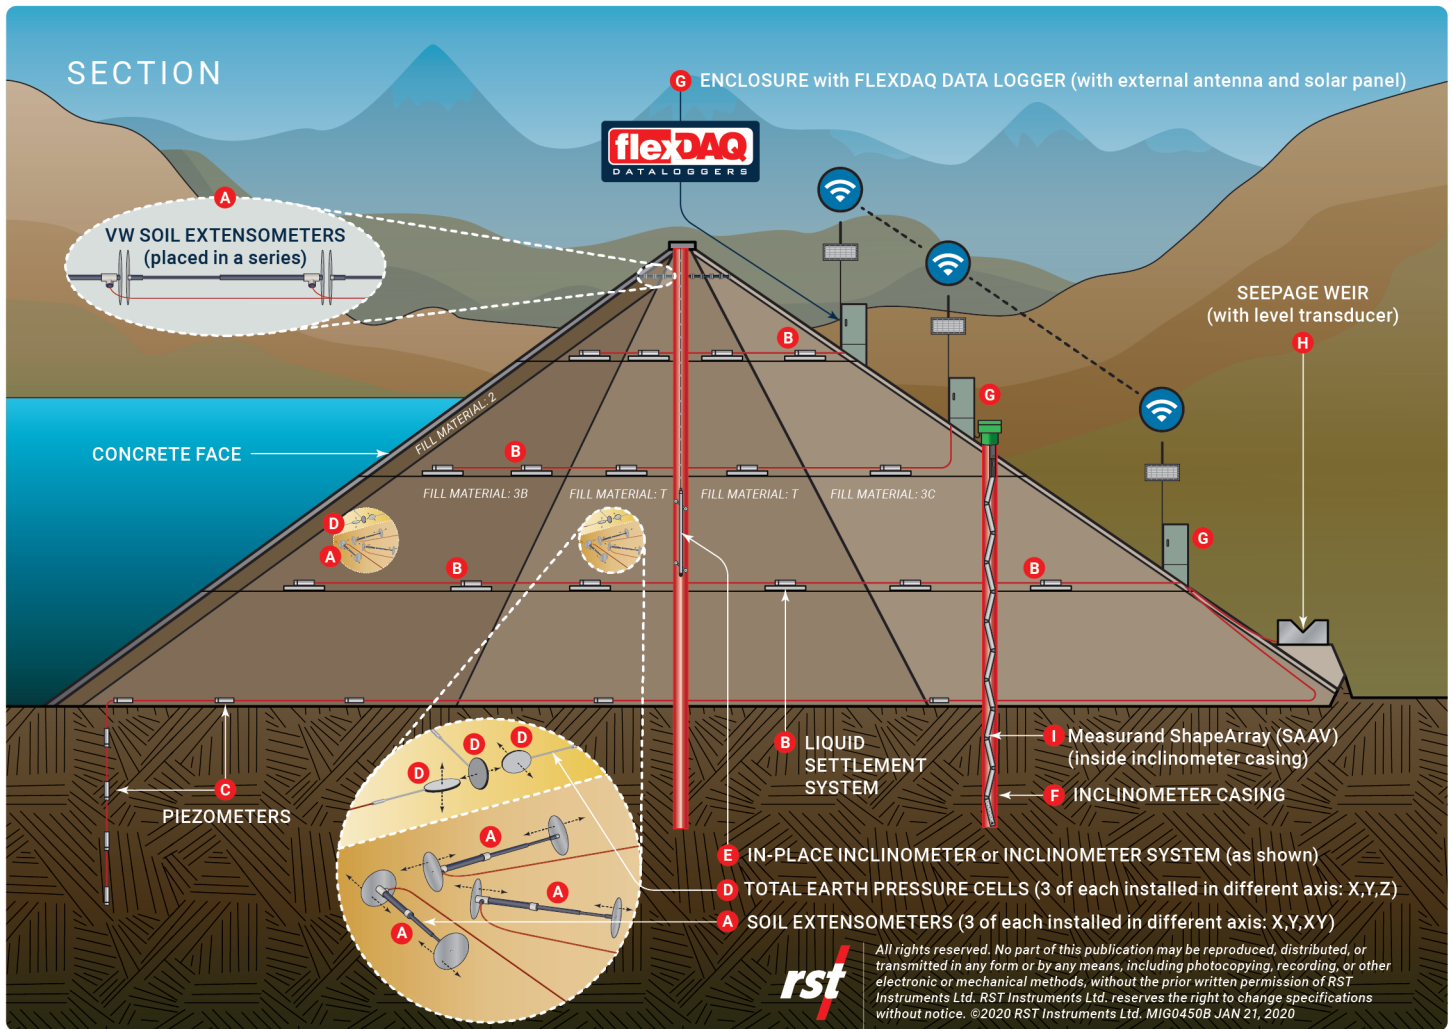 SECTION
G ENCLOSURE with FLEXDAQ DATA LOGGER (with external antenna and solar panel)
flexDAQ
DATALOGGERS
A
VW SOIL EXTENSOMETERS
(placed in a series)
SEEPAGE WEIR
(with level transducer)
H
B
G
CONCRETE FACE
FILL MATERIAL: 2
B
FILL MATERIAL: 3B
FILL MATERIAL: T
FILL MATERIAL: T
FILL MATERIAL: 3C
D
A
G
B
B
C
PIEZOMETERS
B LIQUID
SETTLEMENT
SYSTEM
I Measurand ShapeArray (SAAV)
(inside inclinometer casing)
F INCLINOMETER CASING
D
D
D
A
A
A
E IN-PLACE INCLINOMETER or INCLINOMETER SYSTEM (as shown)
D TOTAL EARTH PRESSURE CELLS (3 of each installed in different axis: X,Y,Z)
A SOIL EXTENSOMETERS (3 of each installed in different axis: X,Y,XY)
rst
All rights reserved. No part of this publication may be reproduced, distributed, or
transmitted in any form or by any means, including photocopying, recording, or other
electronic or mechanical methods, without the prior written permission of RST
Instruments Ltd. RST Instruments Ltd. reserves the right to change specifications
without notice. ©2020 RST Instruments Ltd. MIG0450B JAN 21, 2020